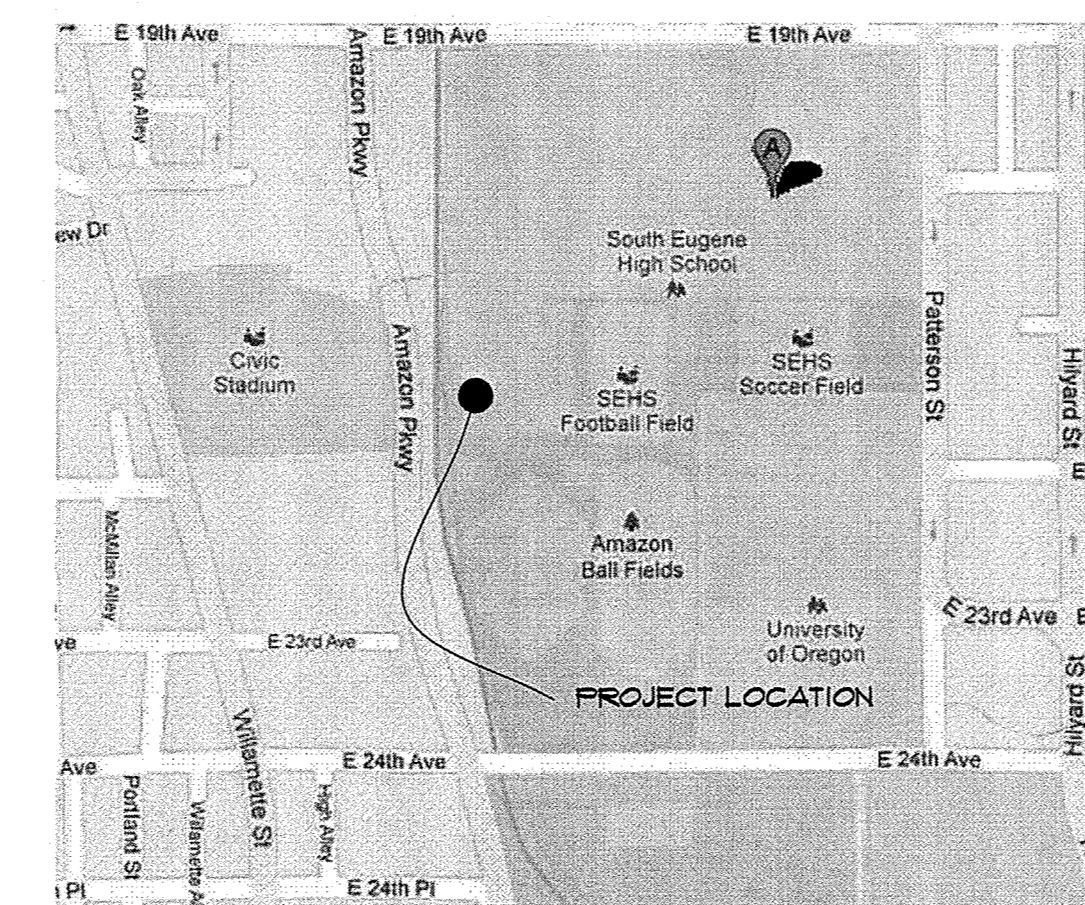 E 19th Ave
E 19th Ave
E 19th Ave
Oak Alley
Amazon Pkwy
A
ew Dr
South Eugene
High School
Civic
Stadium
Amazon Pkwy
SEHS
Football Field
SEHS
Soccer Field
Patterson St
Hilyard St
E
McMillan Alley
Amazon
Ball Fields
University
of Oregon
E 23rd Ave
E
ve
E 23rd Ave
Hilyard St
PROJECT LOCATION
Willamette St
Ave
E 24th Ave
E 24th Ave
Portland St
Willamette A
High Alley
Pl
E 24th Pl